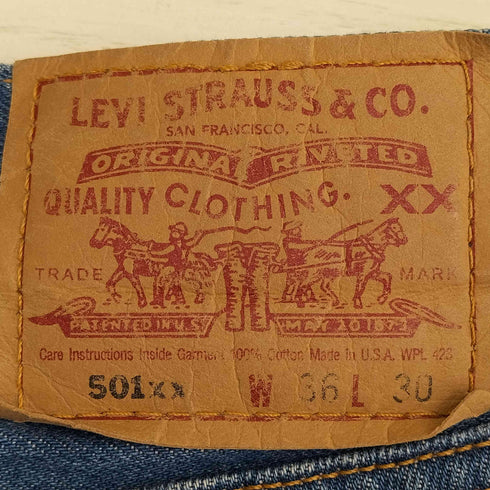 LEVI STRAUSS & CO.
SAN FRANCISCO, CAL.
ORIGINAL RIVETED
QUALITY CLOTHING. XX
TRADE MARK
PATENTED IN U.S. MAY 20 1873
Care Instructions Inside Garment 100% Cotton Made in U.S.A. WPL 423
501xx W 36 L 30